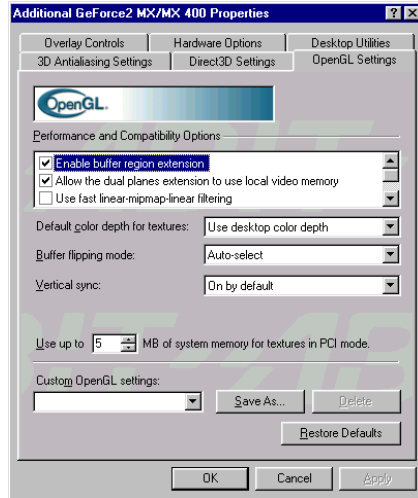 Additional GeForce2 MX/MX 400 Properties
Overlay Controls Hardware Options Desktop Utilities
3D Antialiasing Settings Direct3D Settings OpenGL Settings
OpenGL.
Performance and Compatibility Options
Enable buffer region extension
Allow the dual planes extension to use local video memory
Use fast linear-mipmap-linear filtering
Default color depth for textures: Use desktop color depth
Buffer flipping mode: Auto-select
Vertical sync: On by default
Use up to 5 MB of system memory for textures in PCI mode.
Custom OpenGL settings:
Save As... Delete
Restore Defaults
OK Cancel Apply